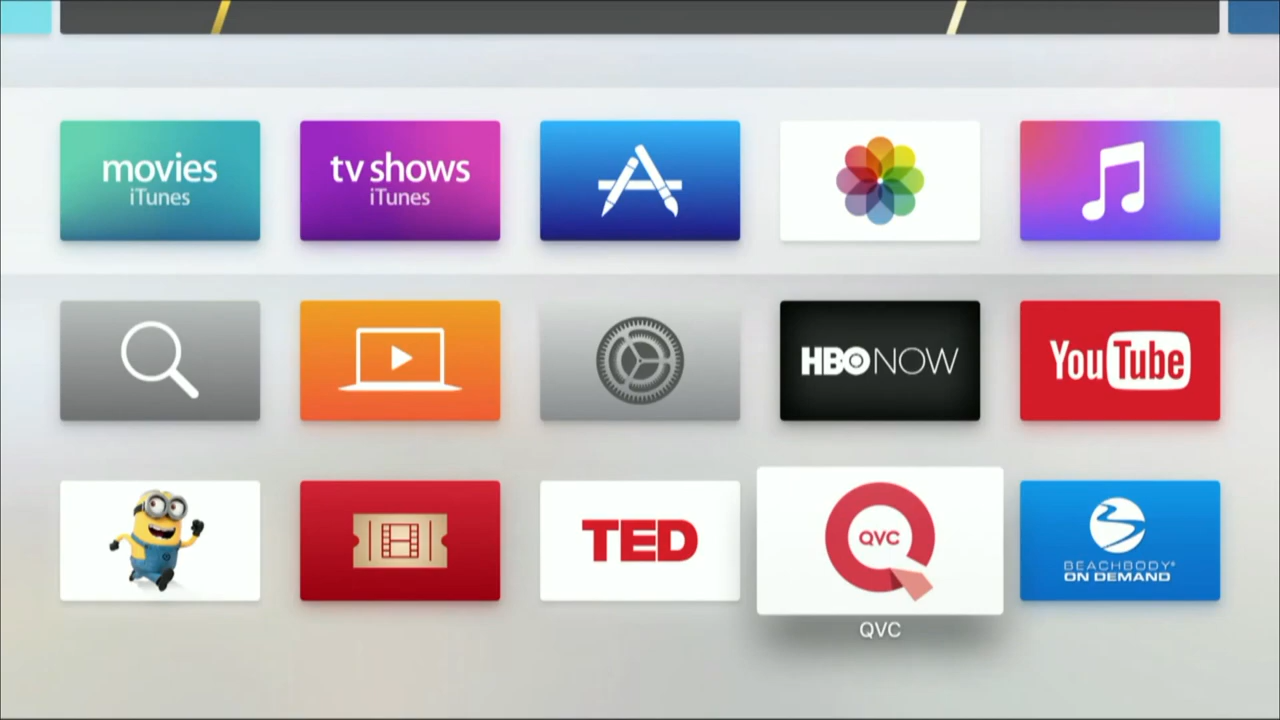 movies
iTunes
tv shows
iTunes
HBO NOW
YouTube
TED
QVC
QVC
BEACHBODY®
ON DEMAND